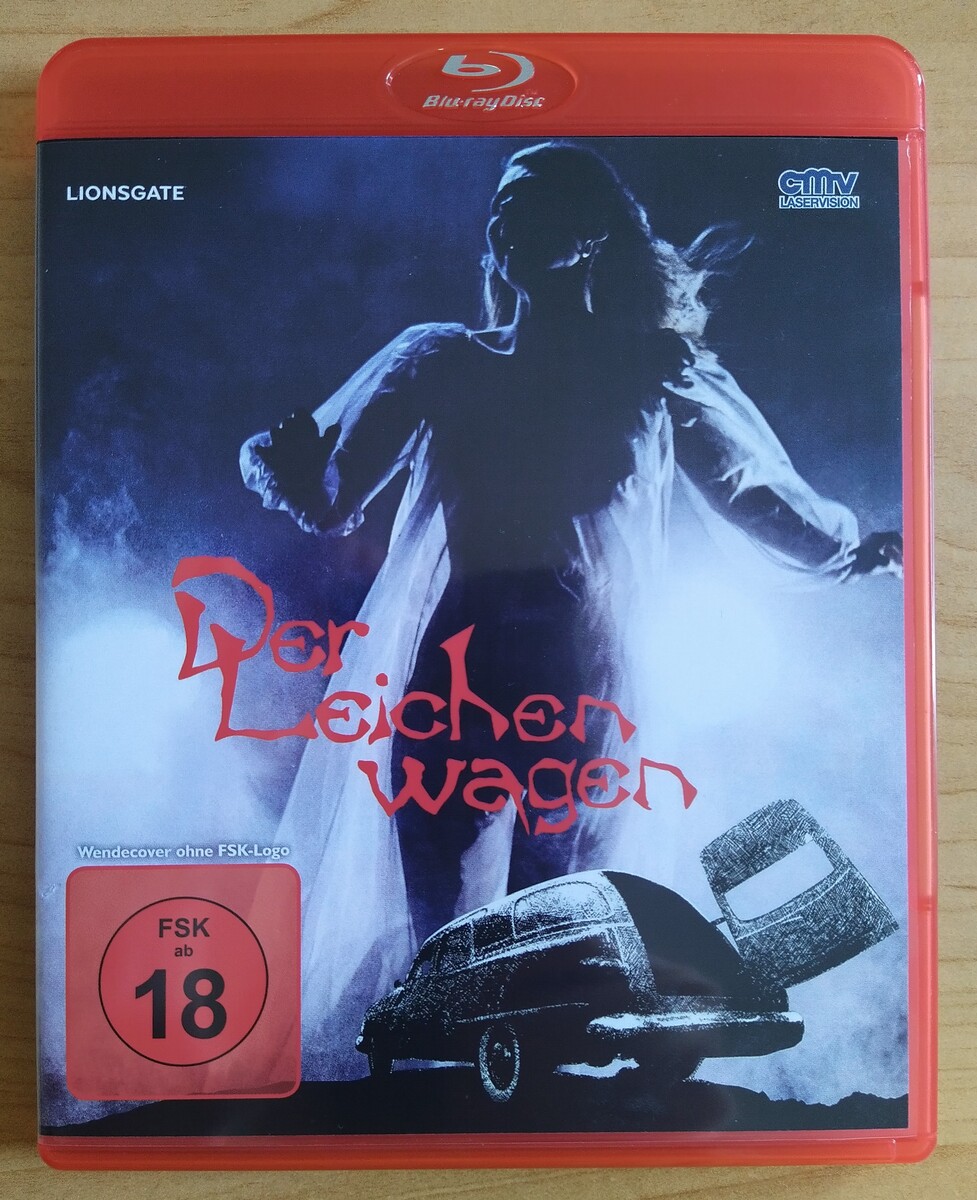 Blu-ray Disc
LIONSGATE
cmv
LASERVISION
Der
Leichen
wagen
Wendecover ohne FSK-Logo
FSK
ab
18